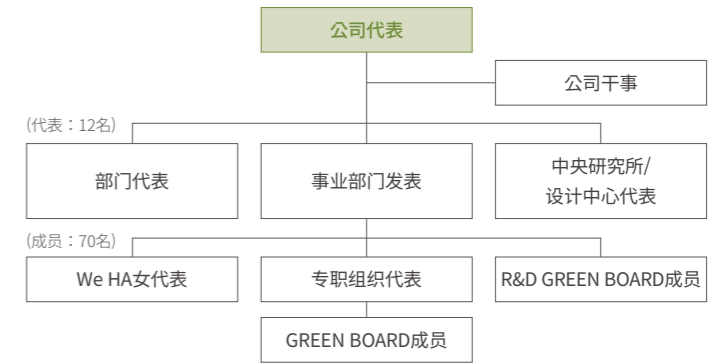 公司代表
公司干事
(代表：12名)
部门代表
事业部门发表
中央研究所/
设计中心代表
(成员：70名)
We HA女代表
专职组织代表
R&D GREEN BOARD成员
GREEN BOARD成员